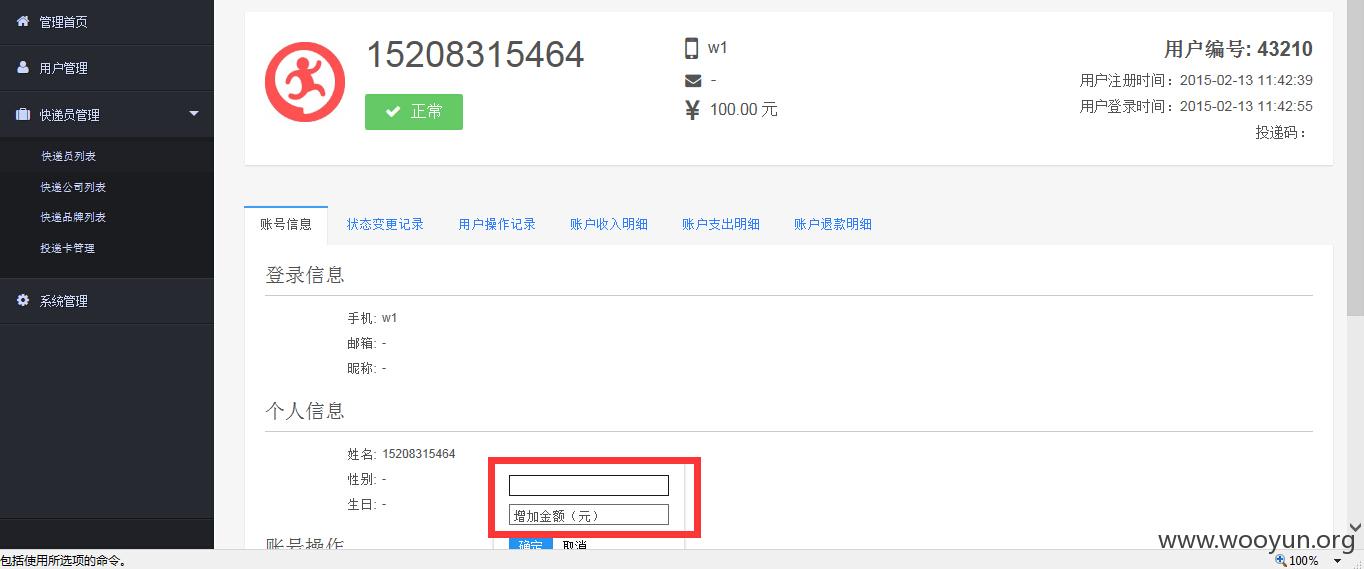 管理首页
用户管理
快递员管理
快递员列表
快递公司列表
快递品牌列表
投递卡管理
系统管理
15208315464
正常
w1
-
¥ 100.00 元
用户编号: 43210
用户注册时间：2015-02-13 11:42:39
用户登录时间：2015-02-13 11:42:55
投递码：
账号信息 状态变更记录 用户操作记录 账户收入明细 账户支出明细 账户退款明细
登录信息
手机: w1
邮箱: -
昵称: -
个人信息
姓名: 15208315464
性别: -
生日: -
增加金额（元）
账号操作
确定 取消
www.wooyun.org
包括使用所选项的命令。
100%